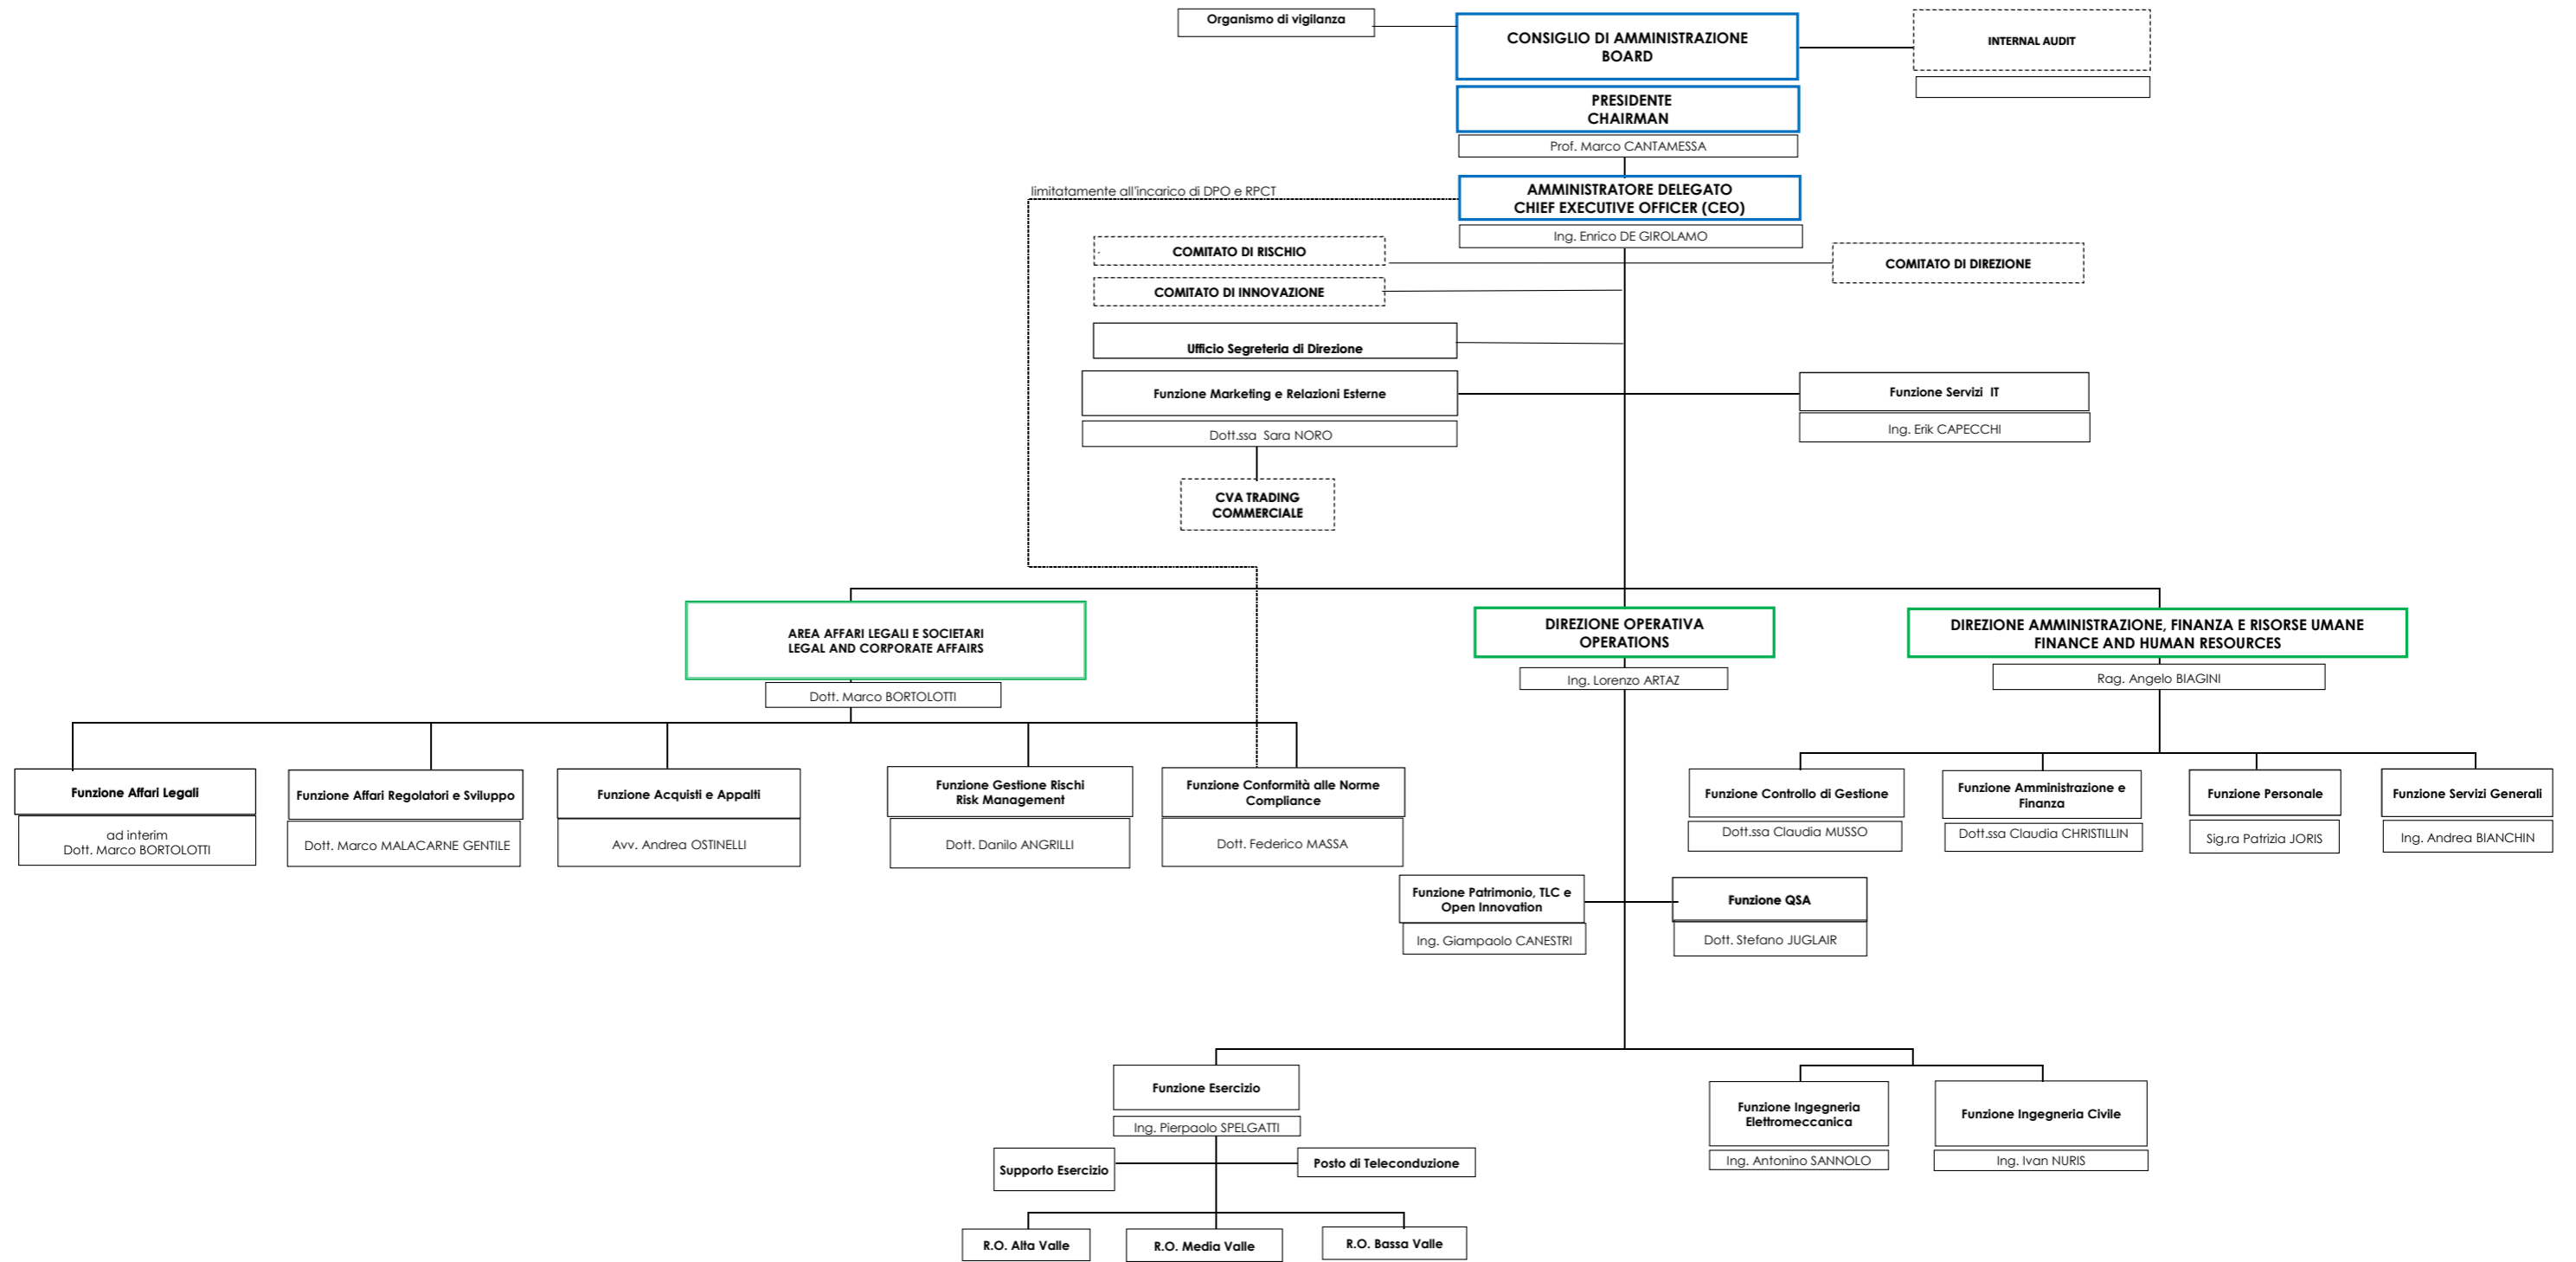 Organismo di vigilanza
CONSIGLIO DI AMMINISTRAZIONE
BOARD
INTERNAL AUDIT
PRESIDENTE
CHAIRMAN
Prof. Marco CANTAMESSA
limitatamente all'incarico di DPO e RPCT
AMMINISTRATORE DELEGATO
CHIEF EXECUTIVE OFFICER (CEO)
Ing. Enrico DE GIROLAMO
COMITATO DI RISCHIO
COMITATO DI DIREZIONE
COMITATO DI INNOVAZIONE
Ufficio Segreteria di Direzione
Funzione Marketing e Relazioni Esterne
Dott.ssa Sara NORO
Funzione Servizi IT
Ing. Erik CAPECCHI
CVA TRADING
COMMERCIALE
AREA AFFARI LEGALI E SOCIETARI
LEGAL AND CORPORATE AFFAIRS
Dott. Marco BORTOLOTTI
DIREZIONE OPERATIVA
OPERATIONS
Ing. Lorenzo ARTAZ
DIREZIONE AMMINISTRAZIONE, FINANZA E RISORSE UMANE
FINANCE AND HUMAN RESOURCES
Rag. Angelo BIAGINI
Funzione Affari Legali
ad interim
Dott. Marco BORTOLOTTI
Funzione Affari Regolatori e Sviluppo
Dott. Marco MALACARNE GENTILE
Funzione Acquisti e Appalti
Avv. Andrea OSTINELLI
Funzione Gestione Rischi
Risk Management
Dott. Danilo ANGRILLI
Funzione Conformità alle Norme
Compliance
Dott. Federico MASSA
Funzione Controllo di Gestione
Dott.ssa Claudia MUSSO
Funzione Amministrazione e
Finanza
Dott.ssa Claudia CHRISTILLIN
Funzione Personale
Sig.ra Patrizia JORIS
Funzione Servizi Generali
Ing. Andrea BIANCHIN
Funzione Patrimonio, TLC e
Open Innovation
Ing. Giampaolo CANESTRI
Funzione QSA
Dott. Stefano JUGLAIR
Funzione Esercizio
Ing. Pierpaolo SPELGATTI
Supporto Esercizio
Posto di Teleconduzione
R.O. Alta Valle
R.O. Media Valle
R.O. Bassa Valle
Funzione Ingegneria
Elettromeccanica
Ing. Antonino SANNOLO
Funzione Ingegneria Civile
Ing. Ivan NURIS